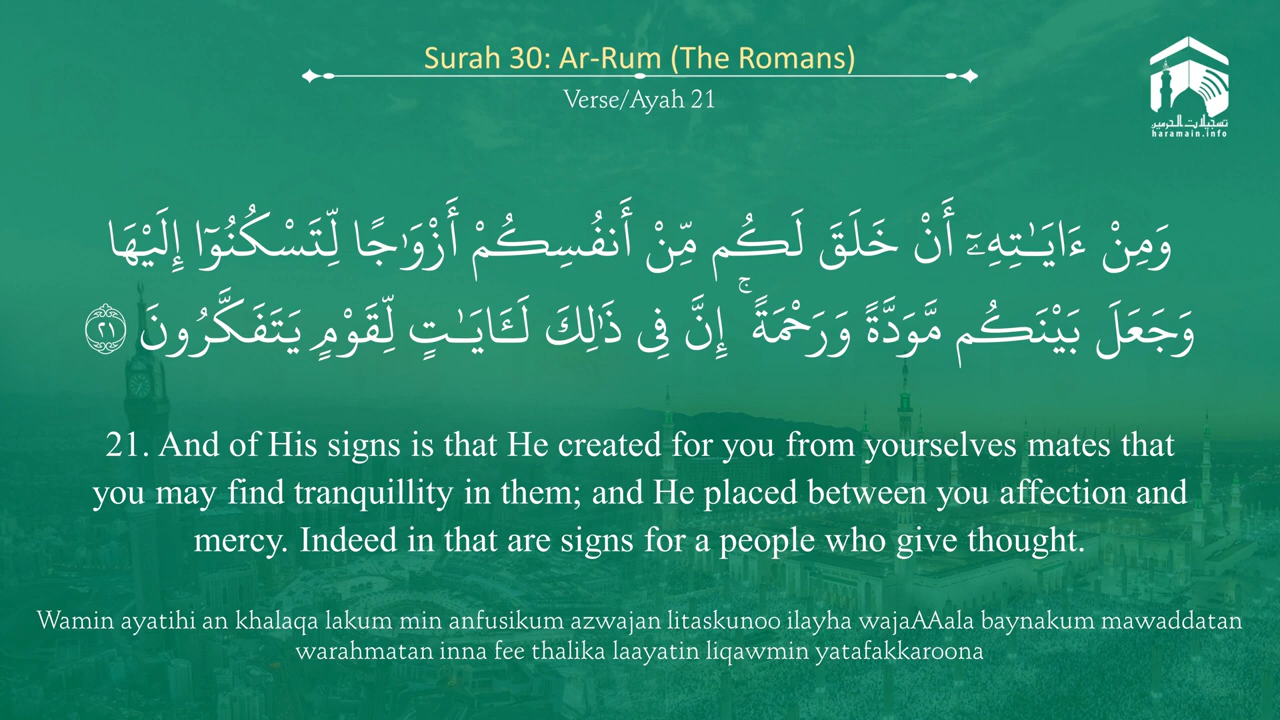 Surah 30: Ar-Rum (The Romans)
Verse/Ayah 21
تسجيلات الحرمين
haramain.info
وَمِنْ ءَايَـٰتِهِۦٓ أَنْ خَلَقَ لَكُم مِّنْ أَنفُسِكُمْ أَزْوَٰجًا لِّتَسْكُنُوٓا۟ إِلَيْهَا
وَجَعَلَ بَيْنَكُم مَّوَدَّةً وَرَحْمَةً ۚ إِنَّ فِى ذَٰلِكَ لَـَٔايَـٰتٍ لِّقَوْمٍ يَتَفَكَّرُونَ ٢١
21. And of His signs is that He created for you from yourselves mates that
you may find tranquillity in them; and He placed between you affection and
mercy. Indeed in that are signs for a people who give thought.
Wamin ayatihi an khalaqa lakum min anfusikum azwajan litaskunoo ilayha wajaAAala baynakum mawaddatan
warahmatan inna fee thalika laayatin liqawmin yatafakkaroona